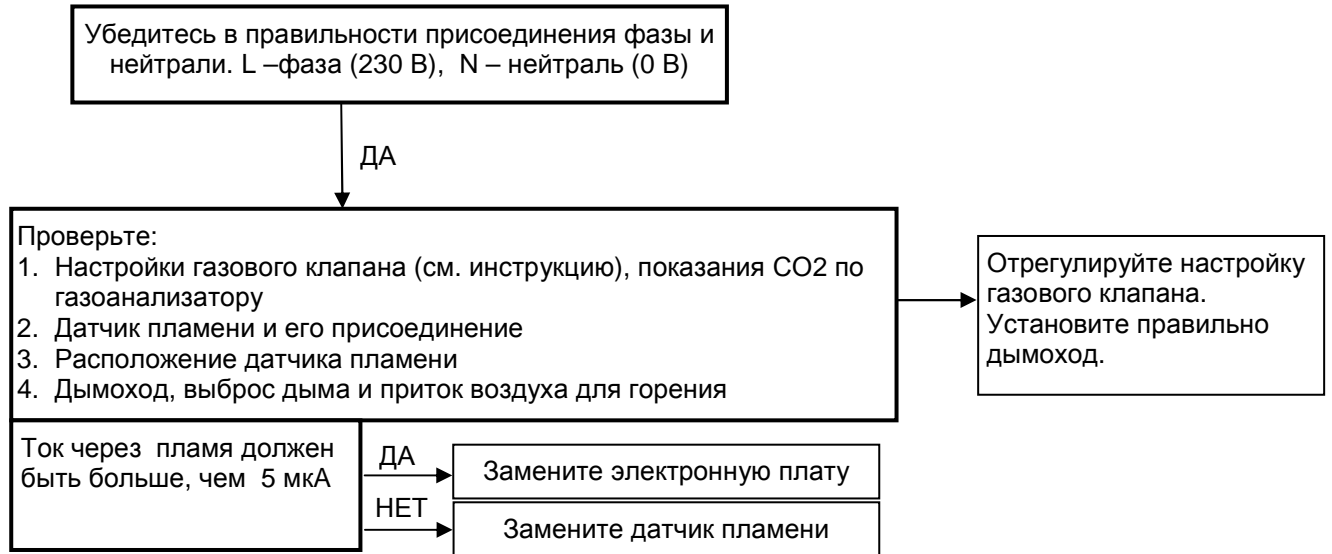 Убедитесь в правильности присоединения фазы и
нейтрали. L –фаза (230 В),  N – нейтраль (0 В)
ДА
Проверьте:
1. Настройки газового клапана (см. инструкцию), показания СО2 по
газоанализатору
2. Датчик пламени и его присоединение
3. Расположение датчика пламени
4. Дымоход, выброс дыма и приток воздуха для горения
Отрегулируйте настройку
газового клапана.
Установите правильно
дымоход.
Ток через  пламя должен
быть больше, чем  5 мкА
ДА
Замените электронную плату
НЕТ
Замените датчик пламени